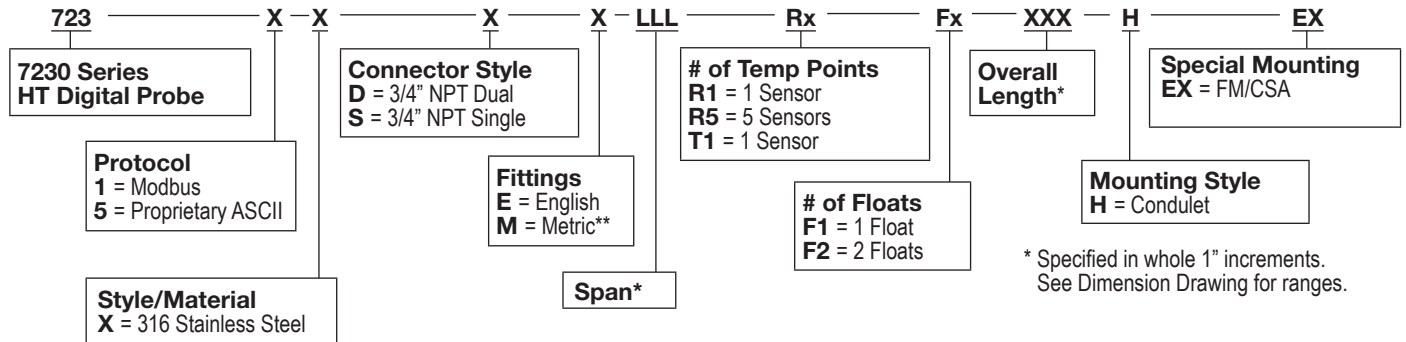 723 X X X X LLL Rx Fx XXX H EX
7230 Series
HT Digital Probe
Protocol
1 = Modbus
5 = Proprietary ASCII
Style/Material
X = 316 Stainless Steel
Connector Style
D = 3/4” NPT Dual
S = 3/4” NPT Single
Fittings
E = English
M = Metric**
Span*
# of Temp Points
R1 = 1 Sensor
R5 = 5 Sensors
T1 = 1 Sensor
# of Floats
F1 = 1 Float
F2 = 2 Floats
Overall
Length*
Mounting Style
H = Condulet
Special Mounting
EX = FM/CSA
* Specified in whole 1” increments.
See Dimension Drawing for ranges.